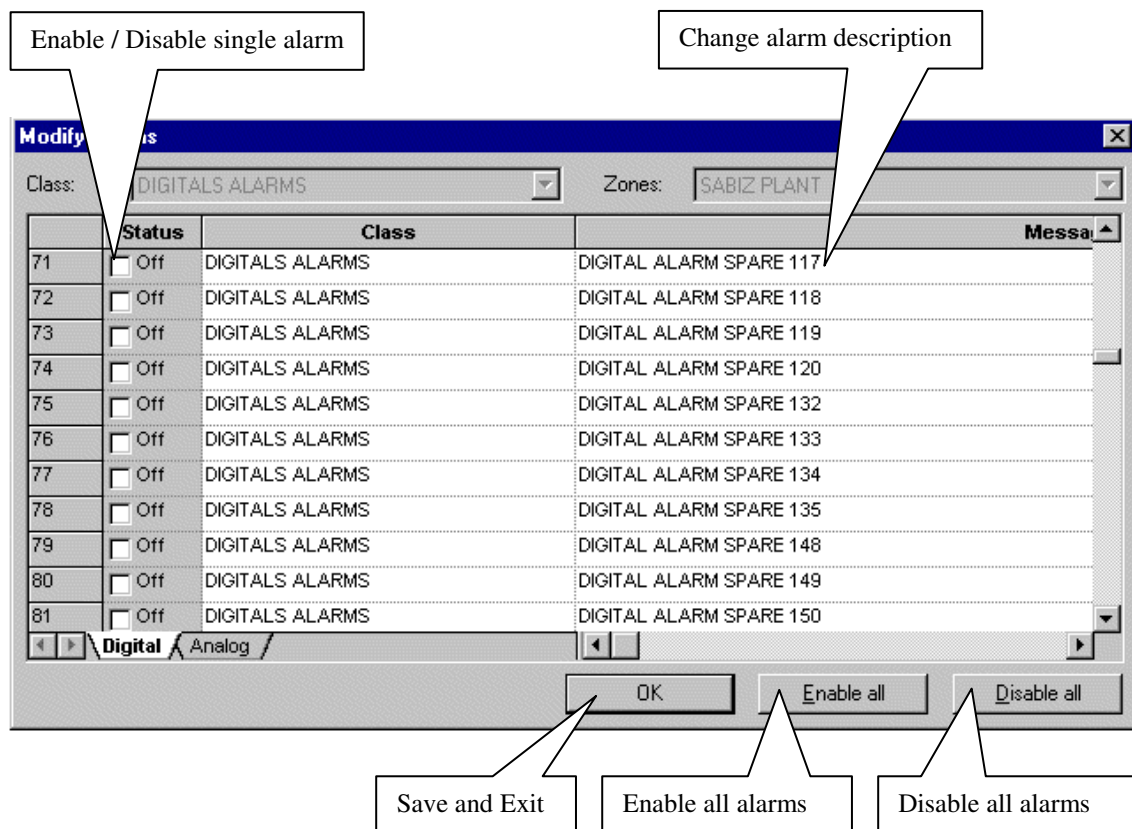 Enable / Disable single alarm
Change alarm description
Modify
Class: DIGITALS ALARMS Zones: SABIZ PLANT
Status Class
71 Off DIGITALS ALARMS DIGITAL ALARM SPARE 117
72 Off DIGITALS ALARMS DIGITAL ALARM SPARE 118
73 Off DIGITALS ALARMS DIGITAL ALARM SPARE 119
74 Off DIGITALS ALARMS DIGITAL ALARM SPARE 120
75 Off DIGITALS ALARMS DIGITAL ALARM SPARE 132
76 Off DIGITALS ALARMS DIGITAL ALARM SPARE 133
77 Off DIGITALS ALARMS DIGITAL ALARM SPARE 134
78 Off DIGITALS ALARMS DIGITAL ALARM SPARE 135
79 Off DIGITALS ALARMS DIGITAL ALARM SPARE 148
80 Off DIGITALS ALARMS DIGITAL ALARM SPARE 149
81 Off DIGITALS ALARMS DIGITAL ALARM SPARE 150
Digital Analog
OK Enable all Disable all
Save and Exit
Enable all alarms
Disable all alarms